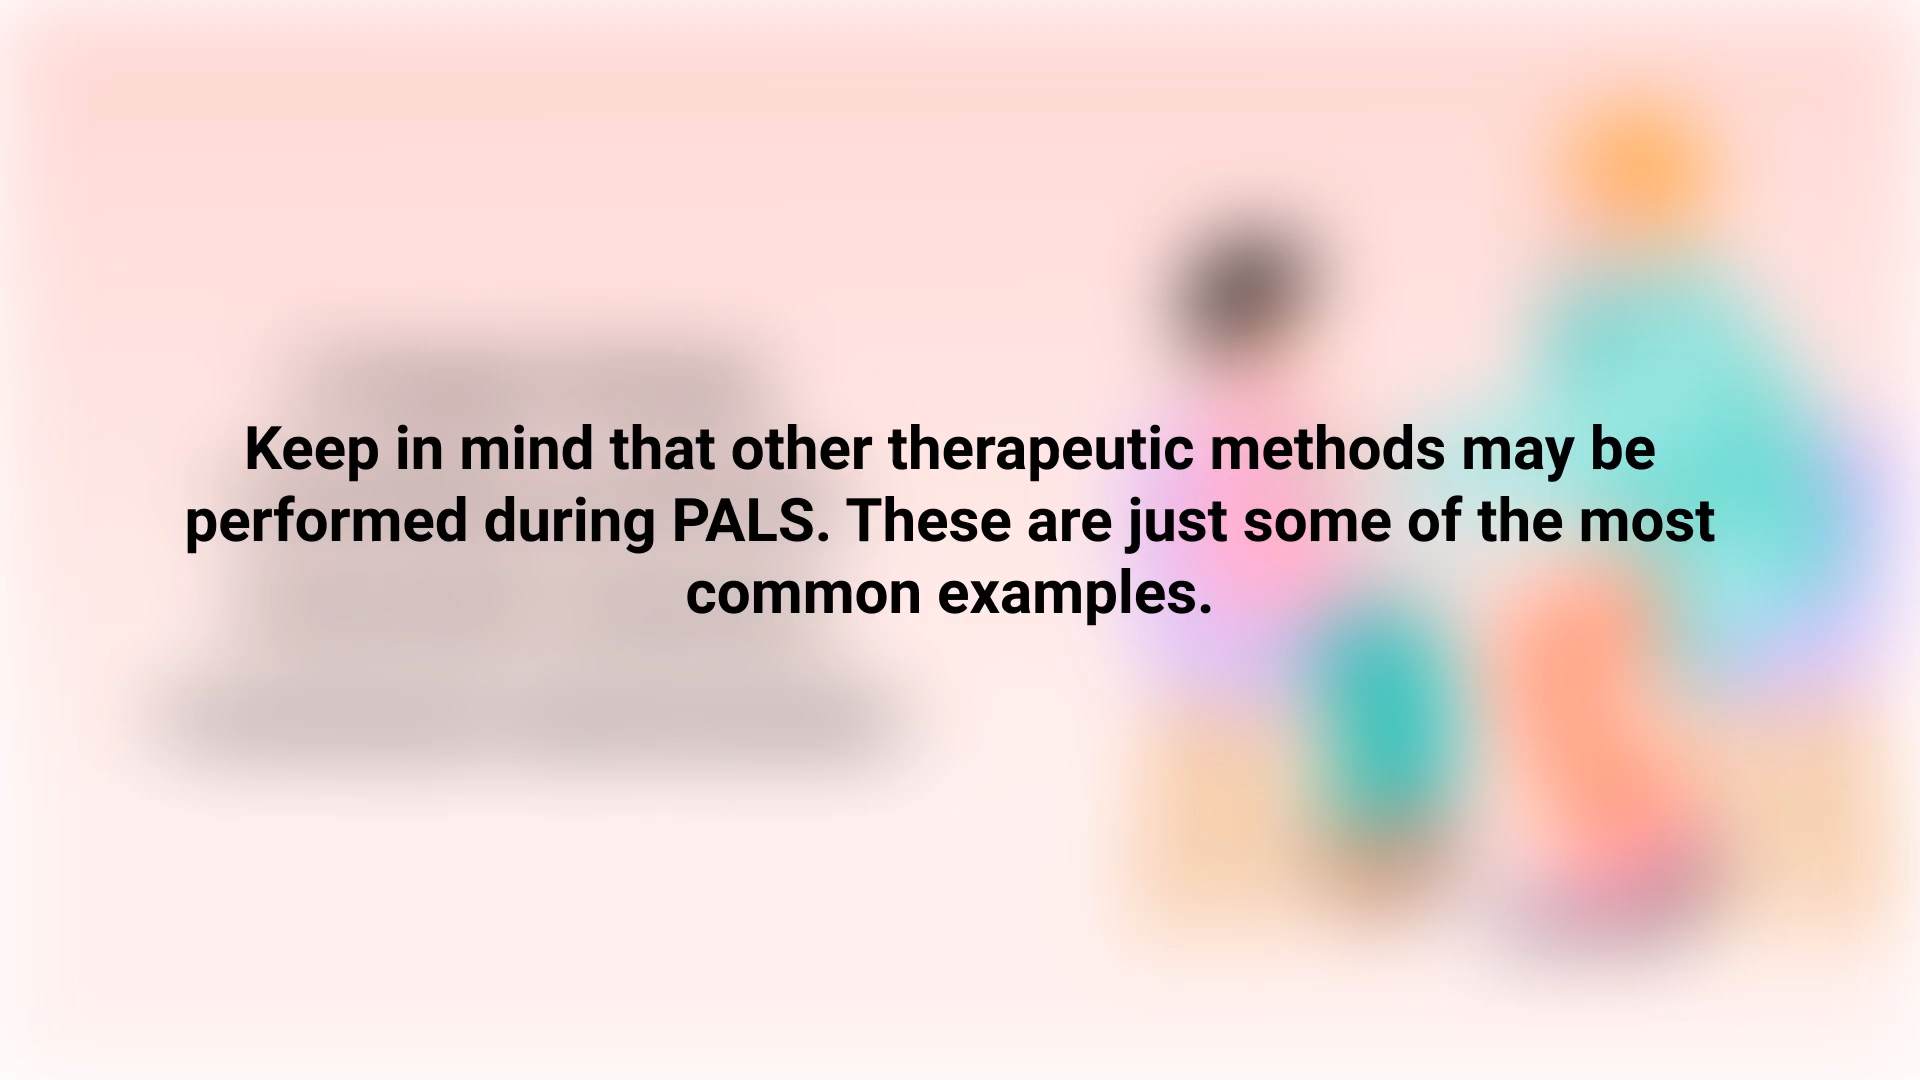 Keep in mind that other therapeutic methods may be
performed during PALS. These are just some of the most
common examples.